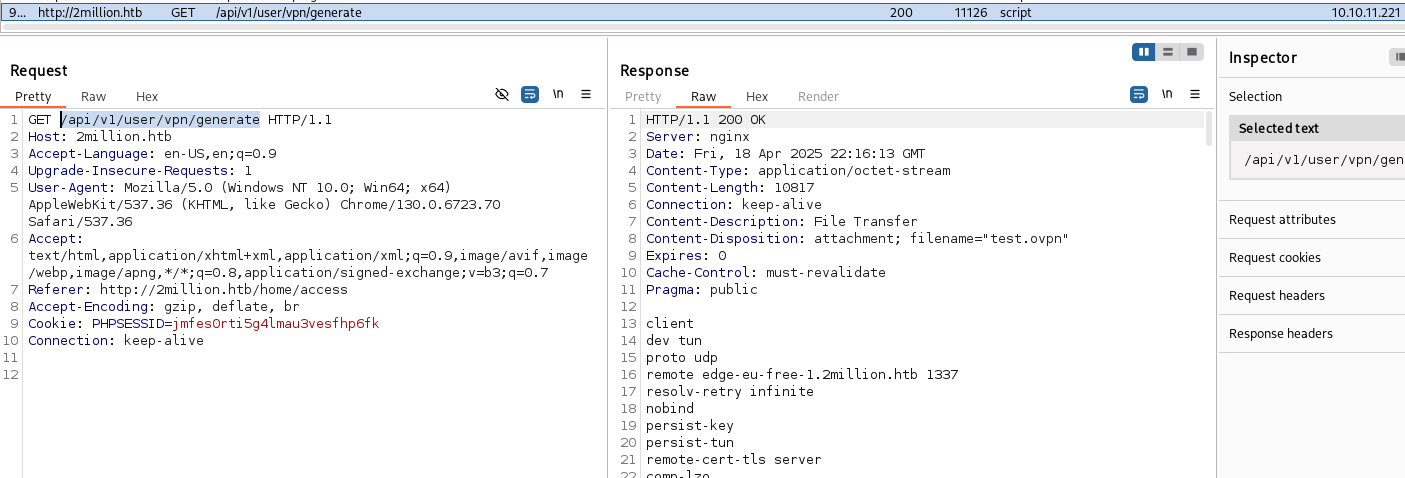 9... http://2million.htb GET /api/v1/user/vpn/generate 200 11126 script 10.10.11.221
Request
Pretty Raw Hex \n
1 GET /api/v1/user/vpn/generate HTTP/1.1
2 Host: 2million.htb
3 Accept-Language: en-US,en;q=0.9
4 Upgrade-Insecure-Requests: 1
5 User-Agent: Mozilla/5.0 (Windows NT 10.0; Win64; x64)
AppleWebKit/537.36 (KHTML, like Gecko) Chrome/130.0.6723.70
Safari/537.36
6 Accept:
text/html,application/xhtml+xml,application/xml;q=0.9,image/avif,image
/webp,image/apng,*/*;q=0.8,application/signed-exchange;v=b3;q=0.7
7 Referer: http://2million.htb/home/access
8 Accept-Encoding: gzip, deflate, br
9 Cookie: PHPSESSID=jmfes0rti5g4lmau3vesfhp6fk
10 Connection: keep-alive
11
12
Response
Pretty Raw Hex Render \n
1 HTTP/1.1 200 OK
2 Server: nginx
3 Date: Fri, 18 Apr 2025 22:16:13 GMT
4 Content-Type: application/octet-stream
5 Content-Length: 10817
6 Connection: keep-alive
7 Content-Description: File Transfer
8 Content-Disposition: attachment; filename="test.ovpn"
9 Expires: 0
10 Cache-Control: must-revalidate
11 Pragma: public
12
13 client
14 dev tun
15 proto udp
16 remote edge-eu-free-1.2million.htb 1337
17 resolv-retry infinite
18 nobind
19 persist-key
20 persist-tun
21 remote-cert-tls server
22 comp-lzo
Inspector
Selection
Selected text
/api/v1/user/vpn/gen
Request attributes
Request cookies
Request headers
Response headers